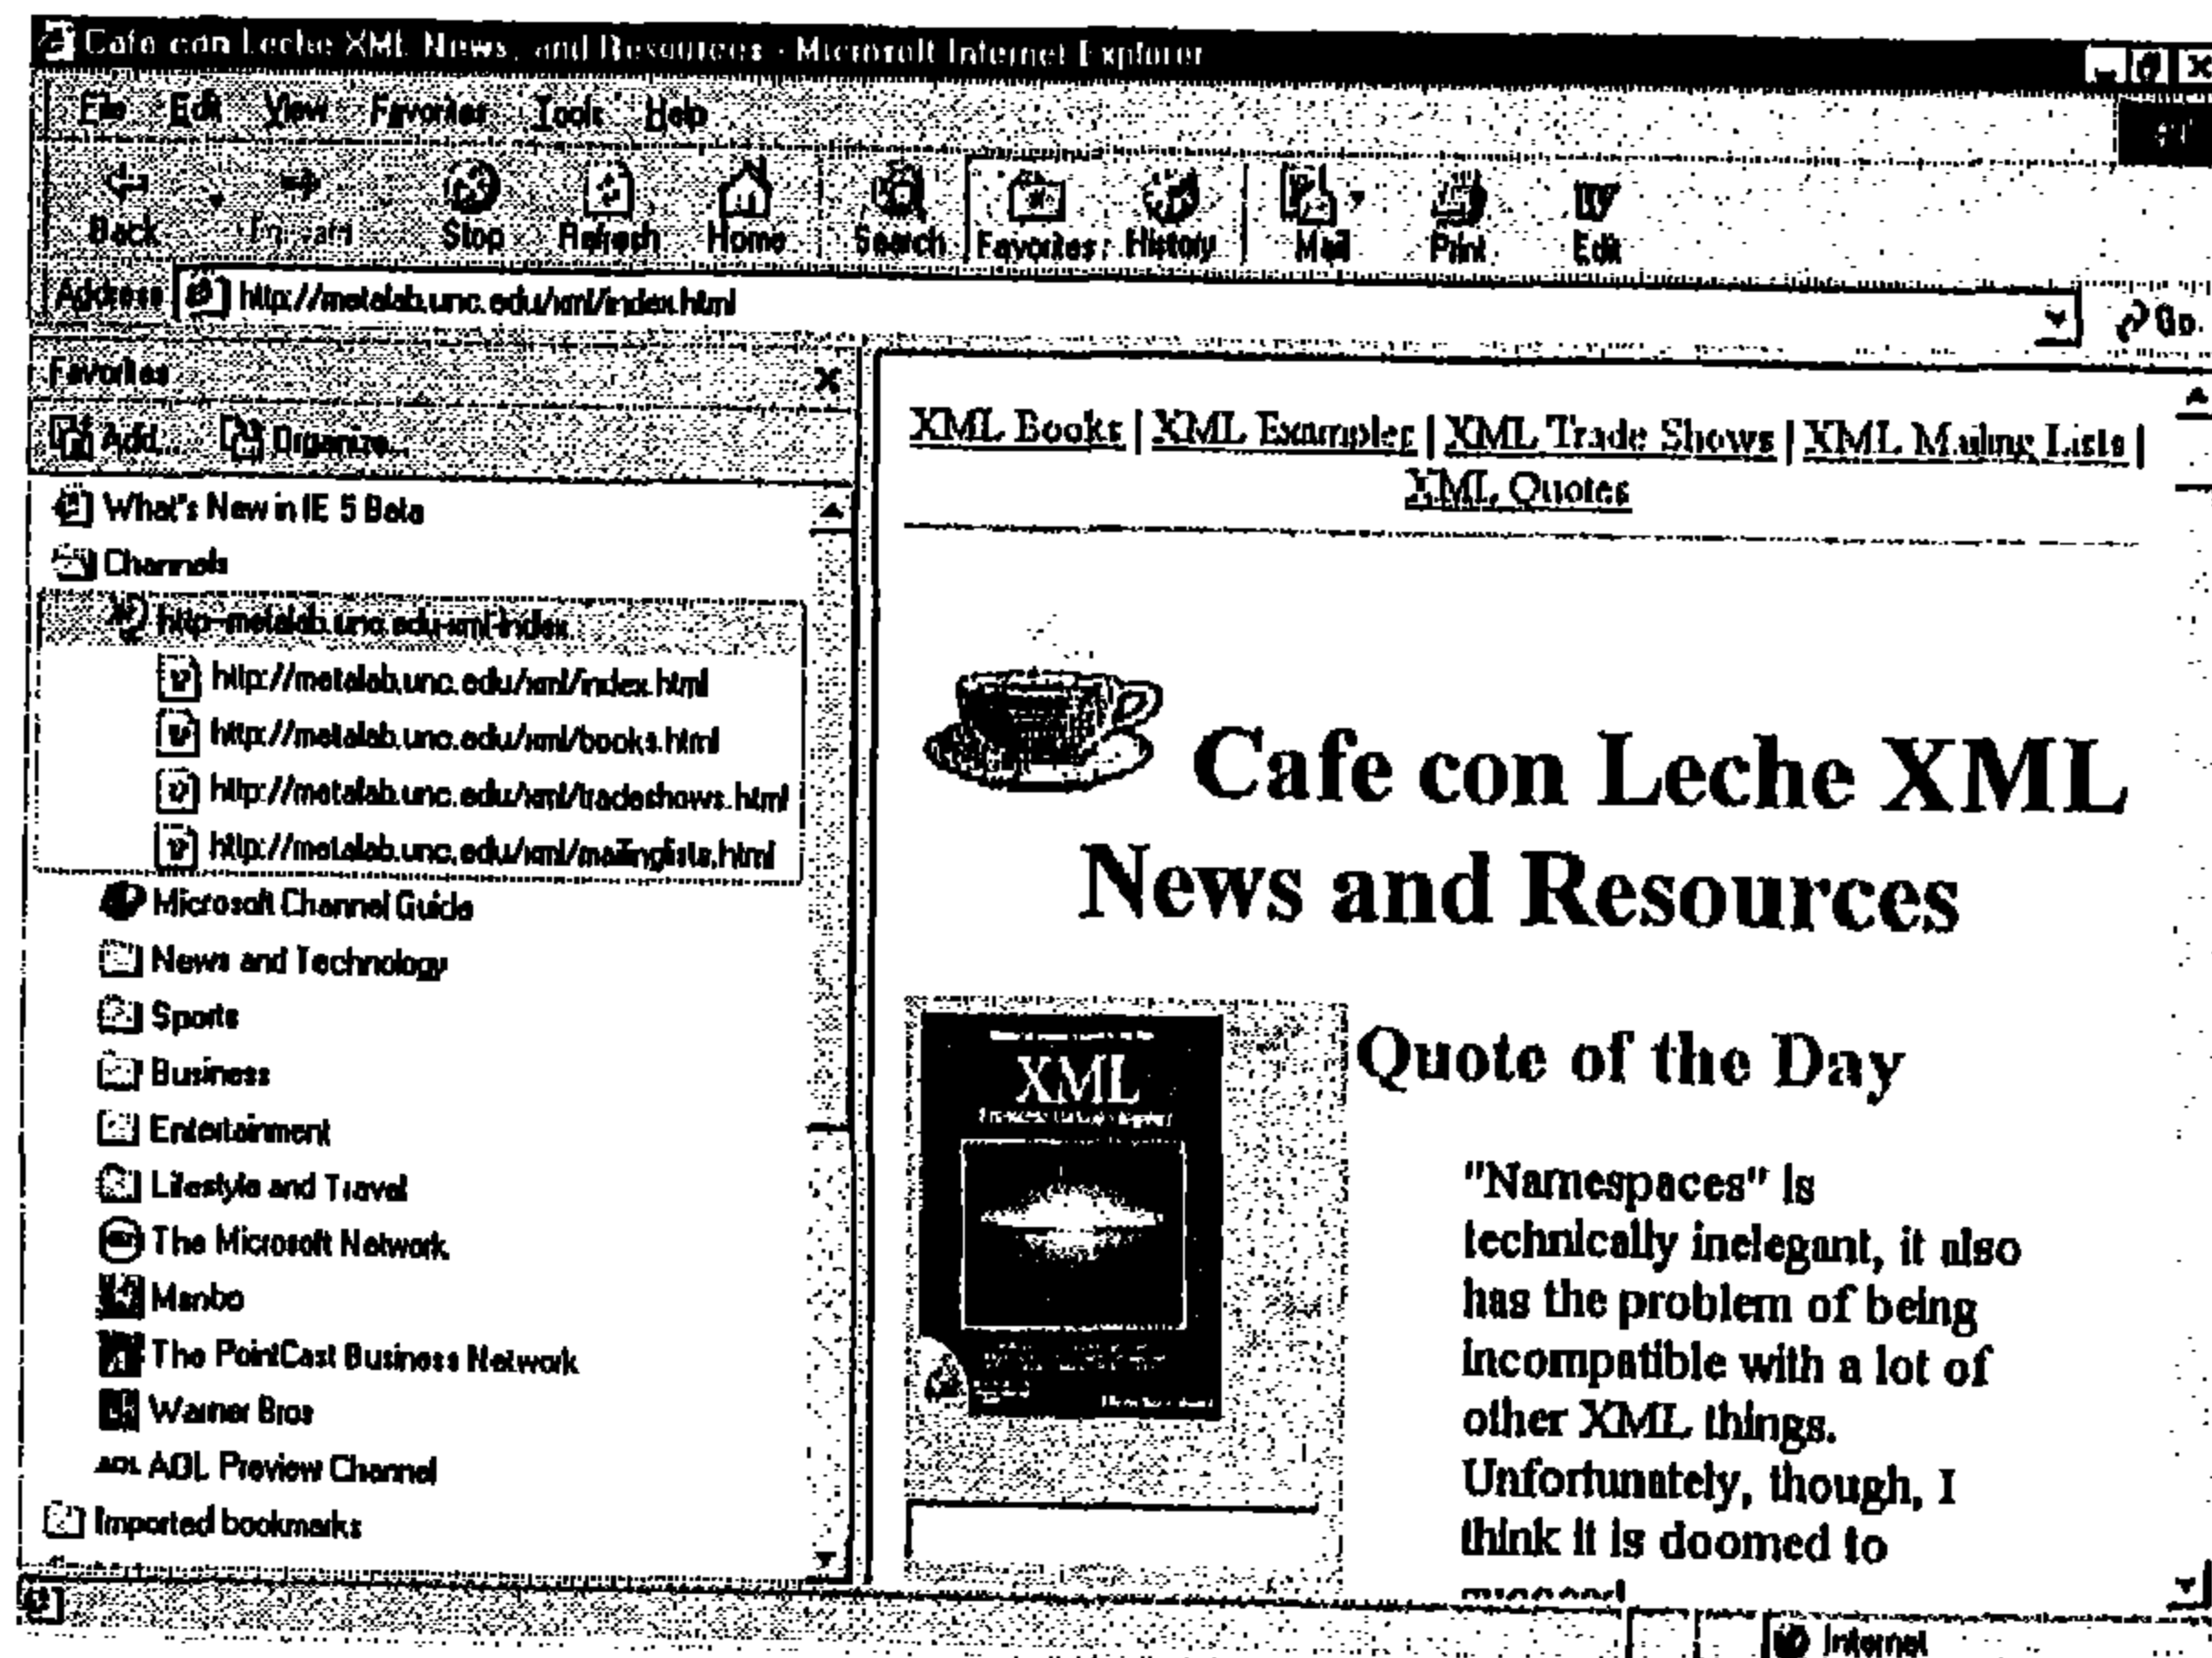 Cafe con Leche XML News, and Resources - Microsoft Internet Explorer
File Edit View Favorites Tools Help
Back Forward Stop Refresh Home Search Favorites History Mail Print Edit
Address http://metalab.unc.edu/xml/index.html Go
Favorites
Add... Organize...
What's New in IE 5 Beta
Channels
http-metalab.unc.edu-xml-index
http://metalab.unc.edu/xml/index.html
http://metalab.unc.edu/xml/books.html
http://metalab.unc.edu/xml/tradeshows.html
http://metalab.unc.edu/xml/mailinglists.html
Microsoft Channel Guide
News and Technology
Sports
Business
Entertainment
Lifestyle and Travel
The Microsoft Network
The PointCast Business Network
Warner Bros
AOL AOL Preview Channel
Imported bookmarks
XML Books | XML Examples | XML Trade Shows | XML Mailing Lists |
XML Quotes
Cafe con Leche XML
News and Resources
XML
Quote of the Day
"Namespaces" is
technically inelegant, it also
has the problem of being
incompatible with a lot of
other XML things.
Unfortunately, though, I
think it is doomed to
Internet